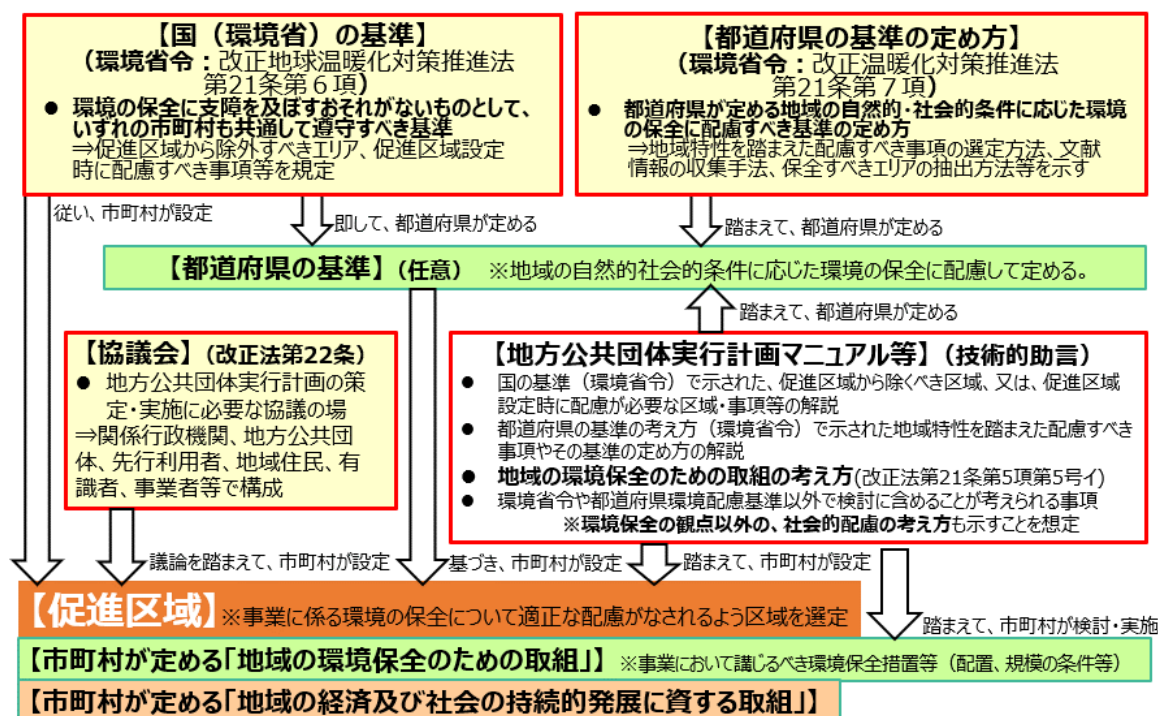 【国（環境省）の基準】
（環境省令：改正地球温暖化対策推進法
第21条第６項）
● 環境の保全に支障を及ぼすおそれがないものとして、
いずれの市町村も共通して遵守すべき基準
⇒促進区域から除外すべきエリア、促進区域設定
時に配慮すべき事項等を規定
【都道府県の基準の定め方】
（環境省令：改正温暖化対策推進法
第21条第７項）
● 都道府県が定める地域の自然的・社会的条件に応じた環境
の保全に配慮すべき基準の定め方
⇒地域特性を踏まえた配慮すべき事項の選定方法、文献
情報の収集手法、保全すべきエリアの抽出方法等を示す
従い、市町村が設定
即して、都道府県が定める
踏まえて、都道府県が定める
【都道府県の基準】（任意） ※地域の自然的社会的条件に応じた環境の保全に配慮して定める。
踏まえて、都道府県が定める
【協議会】（改正法第22条）
● 地方公共団体実行計画の策
定・実施に必要な協議の場
⇒関係行政機関、地方公共団
体、先行利用者、地域住民、有
識者、事業者等で構成
【地方公共団体実行計画マニュアル等】（技術的助言）
● 国の基準（環境省令）で示された、促進区域から除くべき区域、又は、促進区域
設定時に配慮が必要な区域・事項等の解説
● 都道府県の基準の考え方（環境省令）で示された地域特性を踏まえた配慮すべき
事項やその基準の定め方の解説
● 地域の環境保全のための取組の考え方(改正法第21条第5項第5号イ)
● 環境省令や都道府県環境配慮基準以外で検討に含めることが考えられる事項
※環境保全の観点以外の、社会的配慮の考え方も示すことを想定
議論を踏まえて、市町村が設定
基づき、市町村が設定
踏まえて、市町村が設定
【促進区域】※事業に係る環境の保全について適正な配慮がなされるよう区域を選定
踏まえて、市町村が検討・実施
【市町村が定める「地域の環境保全のための取組」】 ※事業において講じるべき環境保全措置等（配置、規模の条件等）
【市町村が定める「地域の経済及び社会の持続的発展に資する取組」】